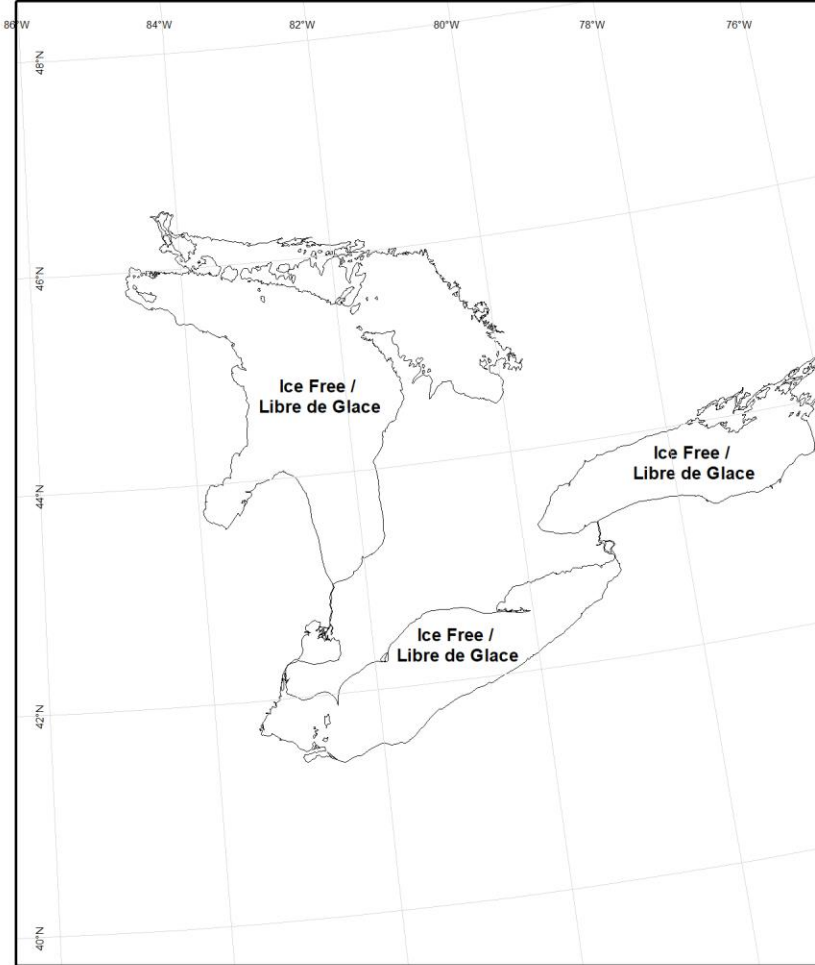 86°W
84°W
82°W
80°W
78°W
76°W
48°N
46°N
Ice Free /
Libre de Glace
Ice Free /
Libre de Glace
44°N
Ice Free /
Libre de Glace
42°N
40°N